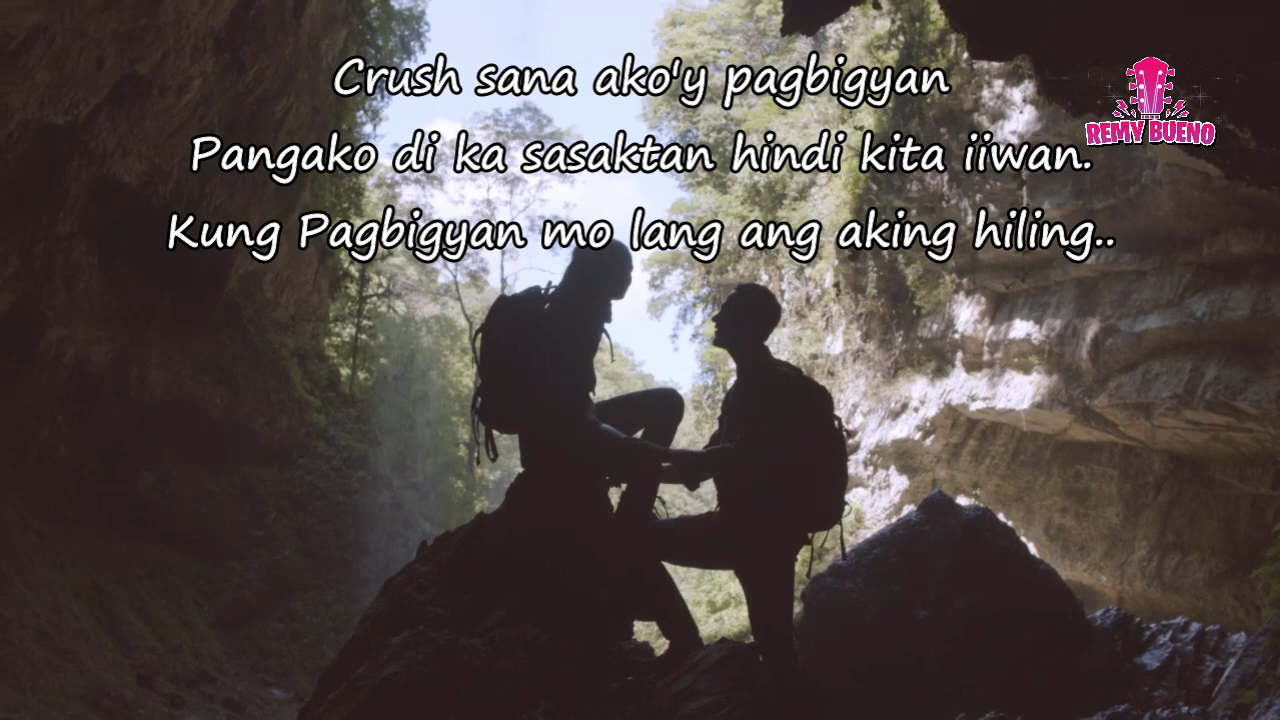 Crush sana ako'y pagbigyan
REMY BUENO
Pangako di ka sasaktan hindi kita iiwan.
Kung Pagbigyan mo lang ang aking hiling..